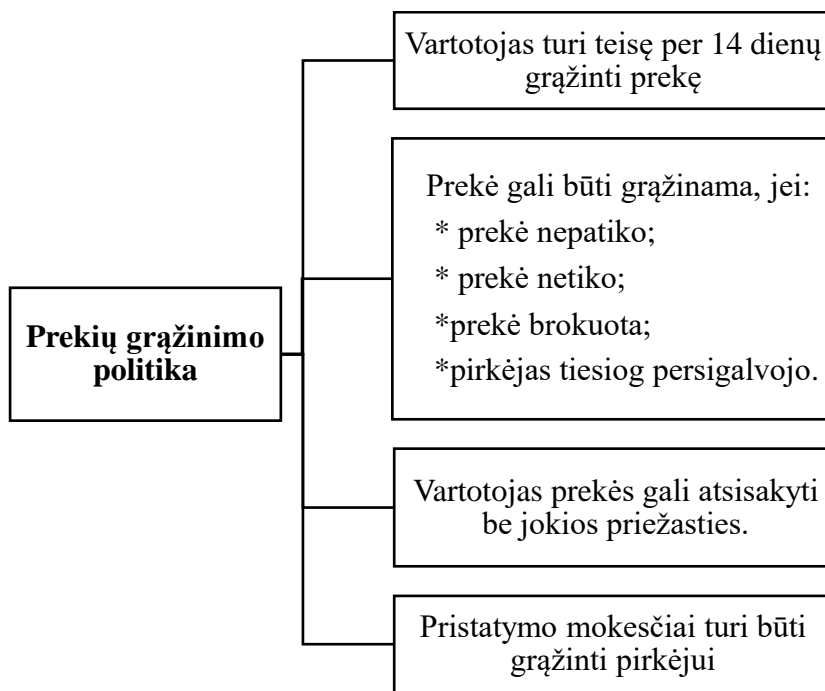 Vartotojas turi teisę per 14 dienų
grąžinti prekę
Prekė gali būti grąžinama, jei:
* prekė nepatiko;
* prekė netiko;
*prekė brokuota;
*pirkėjas tiesiog persigalvojo.
Prekių grąžinimo
politika
Vartotojas prekės gali atsisakyti
be jokios priežasties.
Pristatymo mokesčiai turi būti
grąžinti pirkėjui